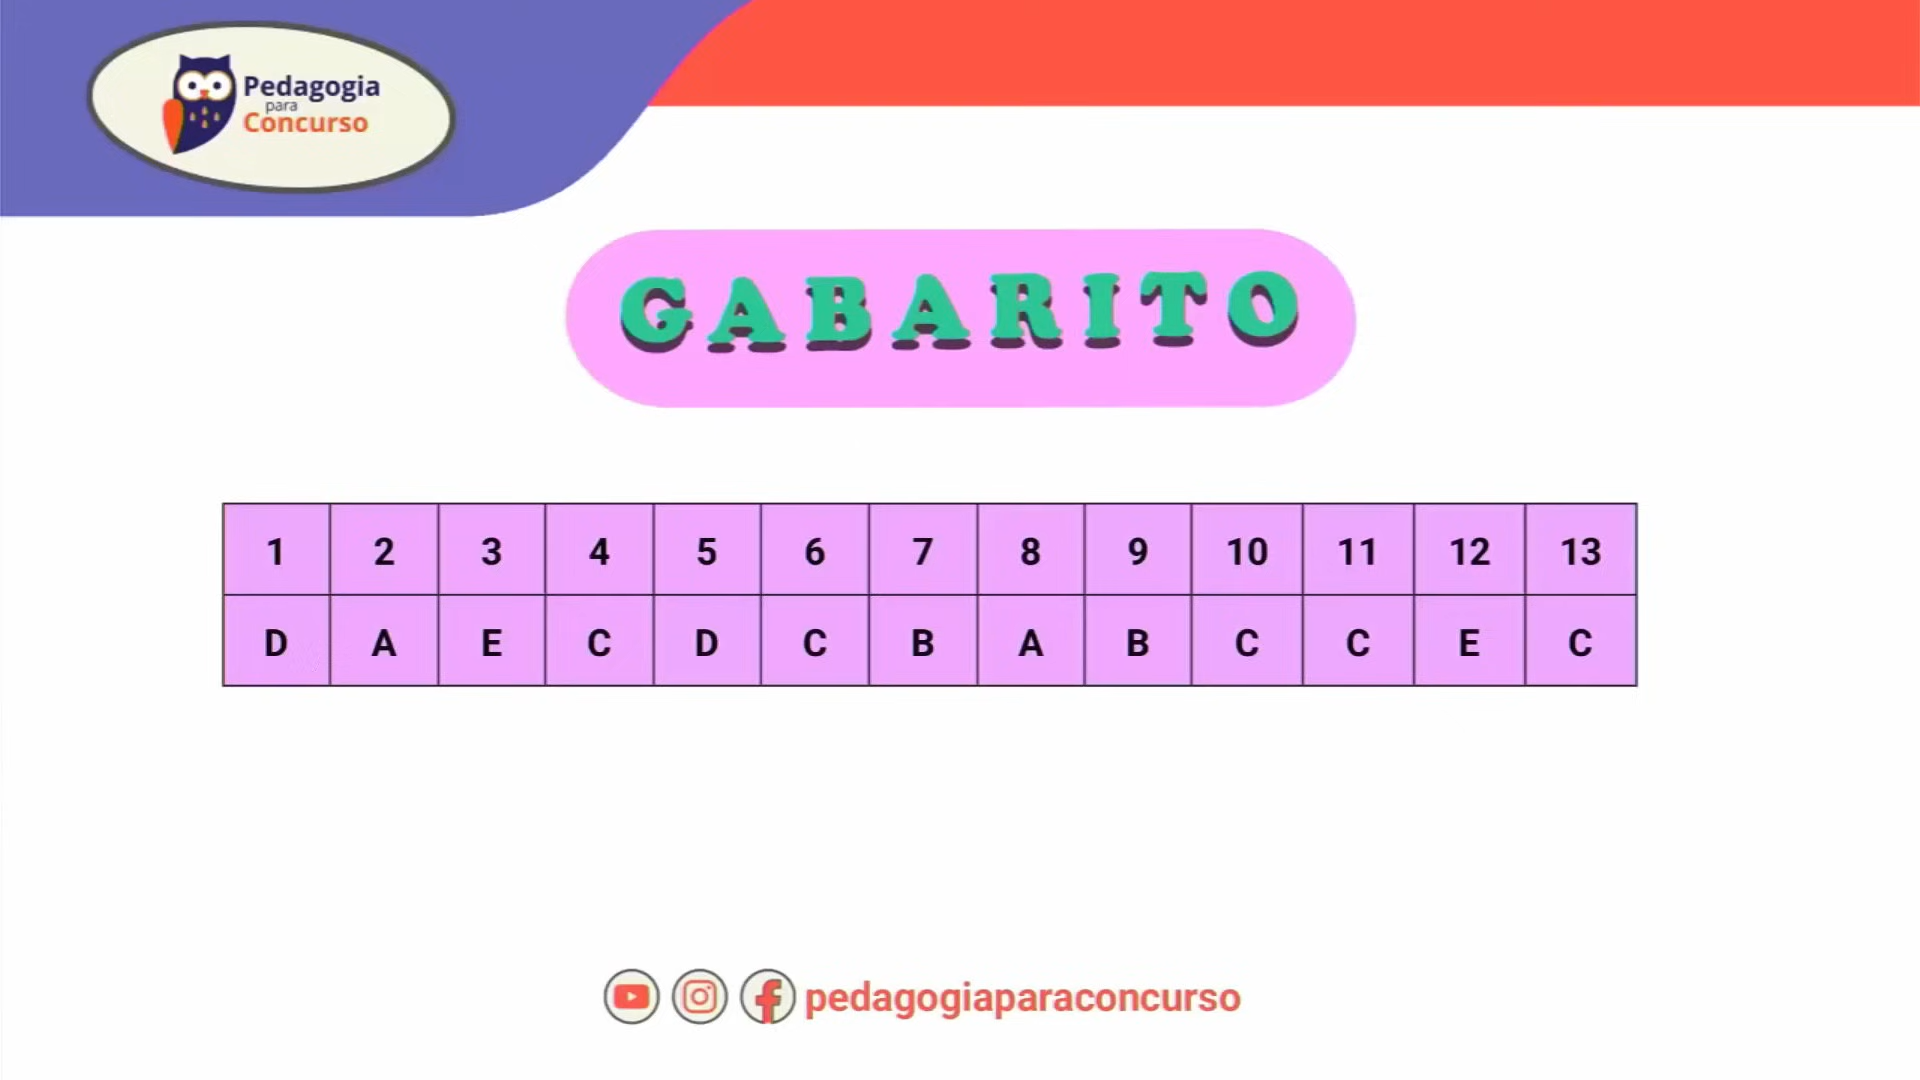 Pedagogia
para
Concurso
GABARITO
1 2 3 4 5 6 7 8 9 10 11 12 13
D A E C D C B A B C C E C
pedagogiaparaconcurso